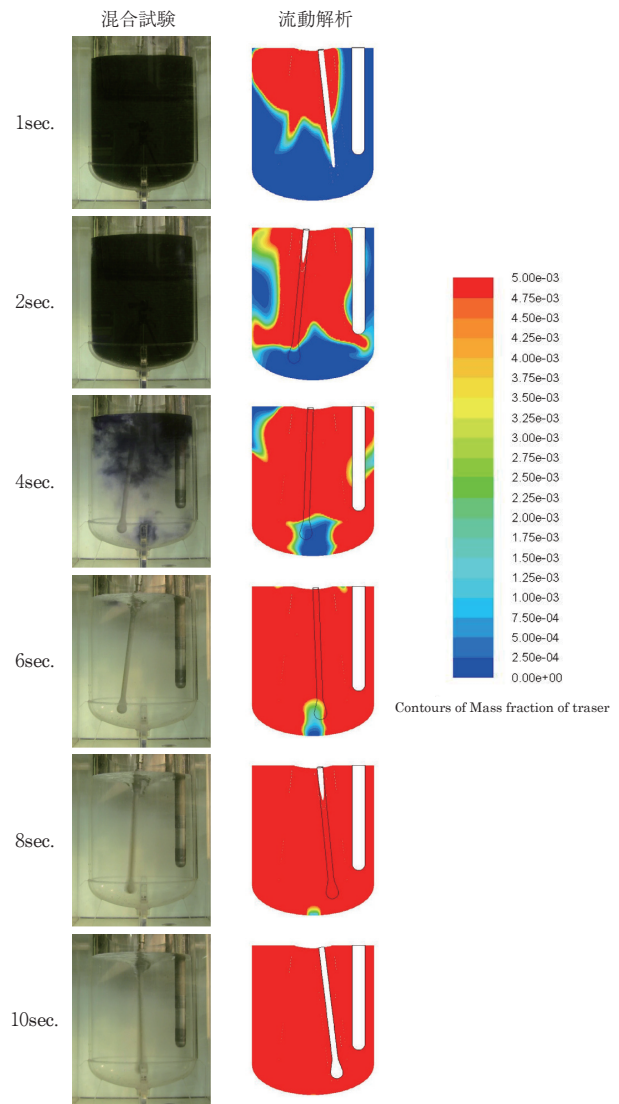 混合試験
流動解析
1sec.
2sec.
4sec.
6sec.
8sec.
10sec.
5.00e-03
4.75e-03
4.50e-03
4.25e-03
4.00e-03
3.75e-03
3.50e-03
3.25e-03
3.00e-03
2.75e-03
2.50e-03
2.25e-03
2.00e-03
1.75e-03
1.50e-03
1.25e-03
1.00e-03
7.50e-04
5.00e-04
2.50e-04
0.00e+00
Contours of Mass fraction of traser